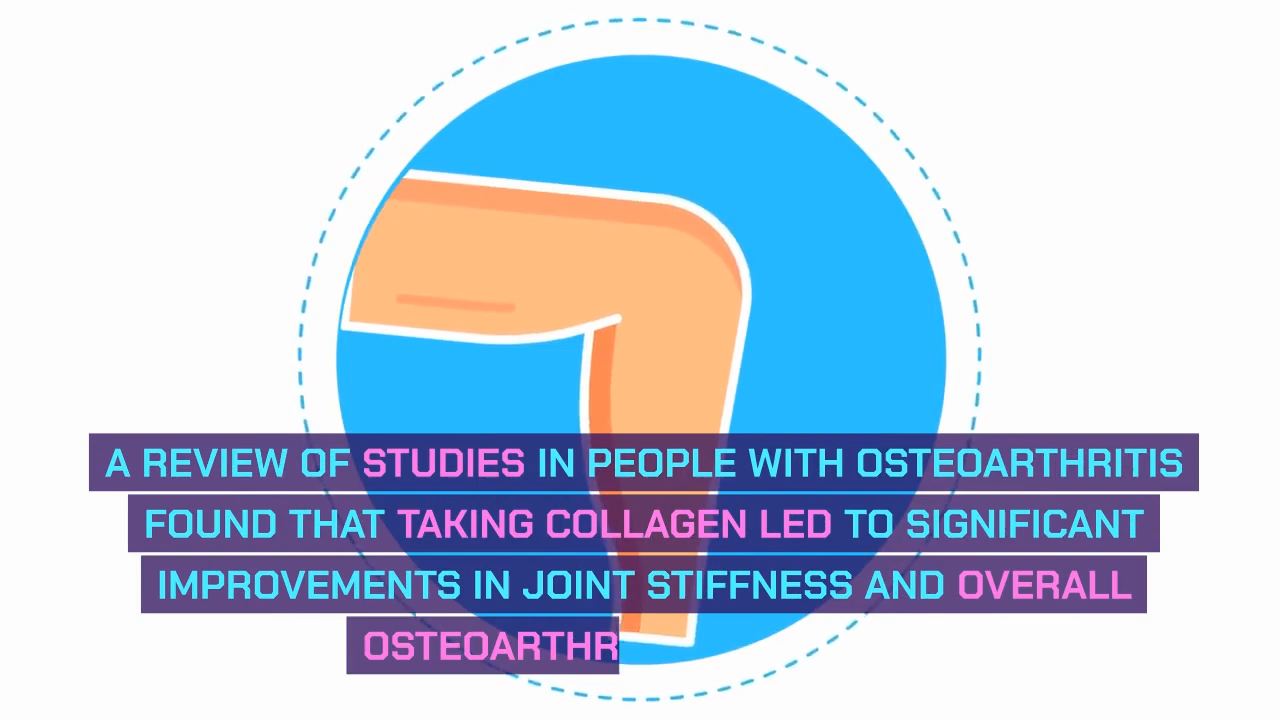 A REVIEW OF STUDIES IN PEOPLE WITH OSTEOARTHRITIS
FOUND THAT TAKING COLLAGEN LED TO SIGNIFICANT
IMPROVEMENTS IN JOINT STIFFNESS AND OVERALL
OSTEOARTHR